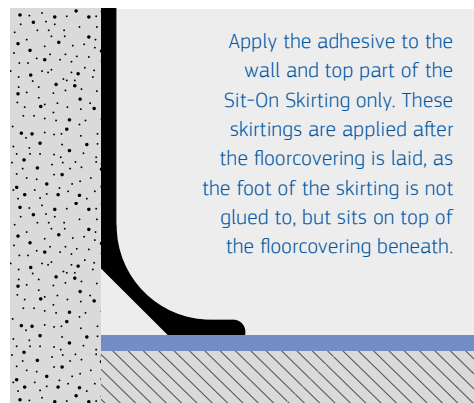 Apply the adhesive to the
wall and top part of the
Sit-On Skirting only. These
skirtings are applied after
the floorcovering is laid, as
the foot of the skirting is not
glued to, but sits on top of
the floorcovering beneath.